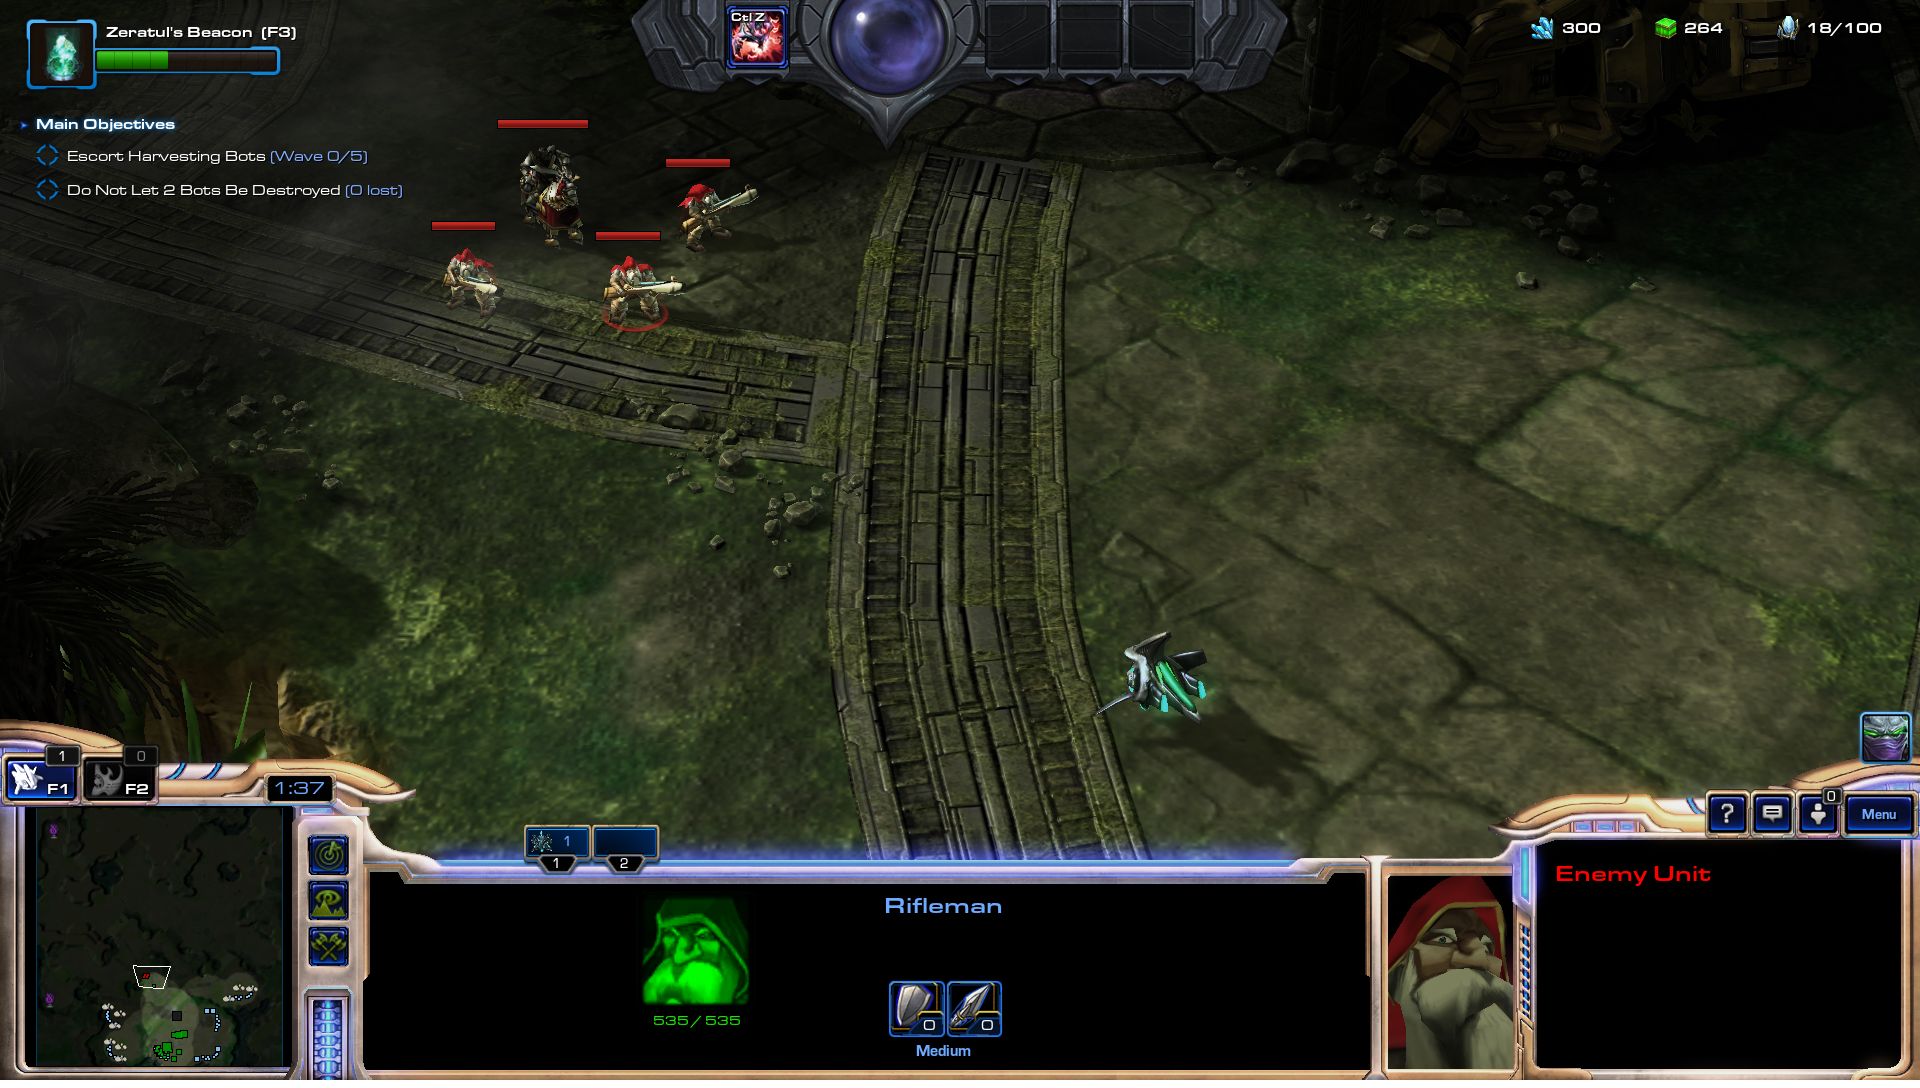 Zeratul's Beacon (F3)
Ctl Z
300
264
18/100
Main Objectives
Escort Harvesting Bots (Wave 0/5)
Do Not Let 2 Bots Be Destroyed (0 lost)
1
0
F1
F2
1:37
1
1
2
0
?
Menu
Enemy Unit
Rifleman
535/535
0
0
Medium